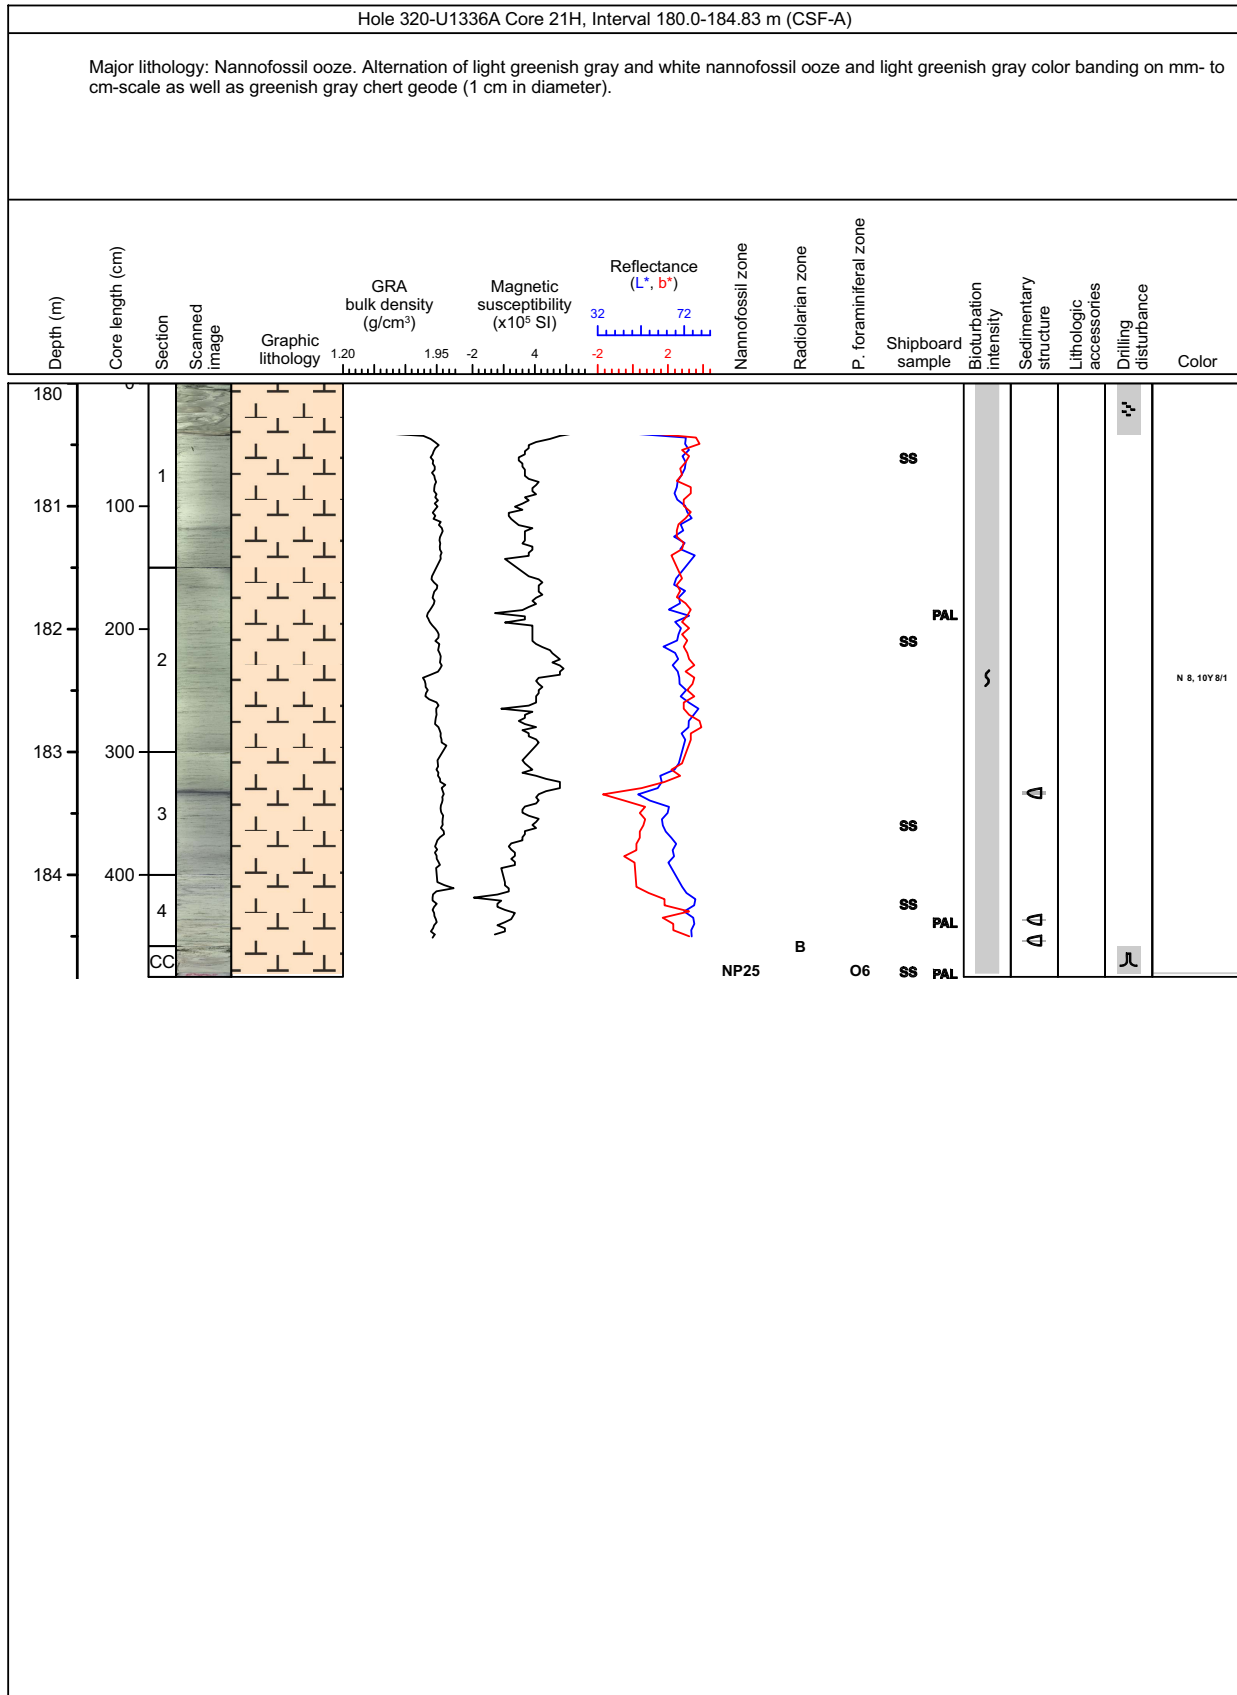 Hole 320-U1336A Core 21H, Interval 180.0-184.83 m (CSF-A)
Major lithology: Nannofossil ooze. Alternation of light greenish gray and white nannofossil ooze and light greenish gray color banding on mm- to
cm-scale as well as greenish gray chert geode (1 cm in diameter).
Depth (m)
Core length (cm)
Section
Scanned
image
Graphic
lithology
GRA
bulk density
(g/cm³)
1.20 1.95
Magnetic
susceptibility
(x10⁵ SI)
-2 4
Reflectance
(L*, b*)
32 72
-2 2
Nannofossil zone
Radiolarian zone
P. foraminiferal zone
Shipboard
sample
Bioturbation
intensity
Sedimentary
structure
Lithologic
accessories
Drilling
disturbance
Color
180 0
SS
1
181 100
PAL
182 200 SS
2
N 8, 10Y 8/1
183 300
3
SS
184 400
SS
4
PAL
B
CC
NP25 O6 SS PAL